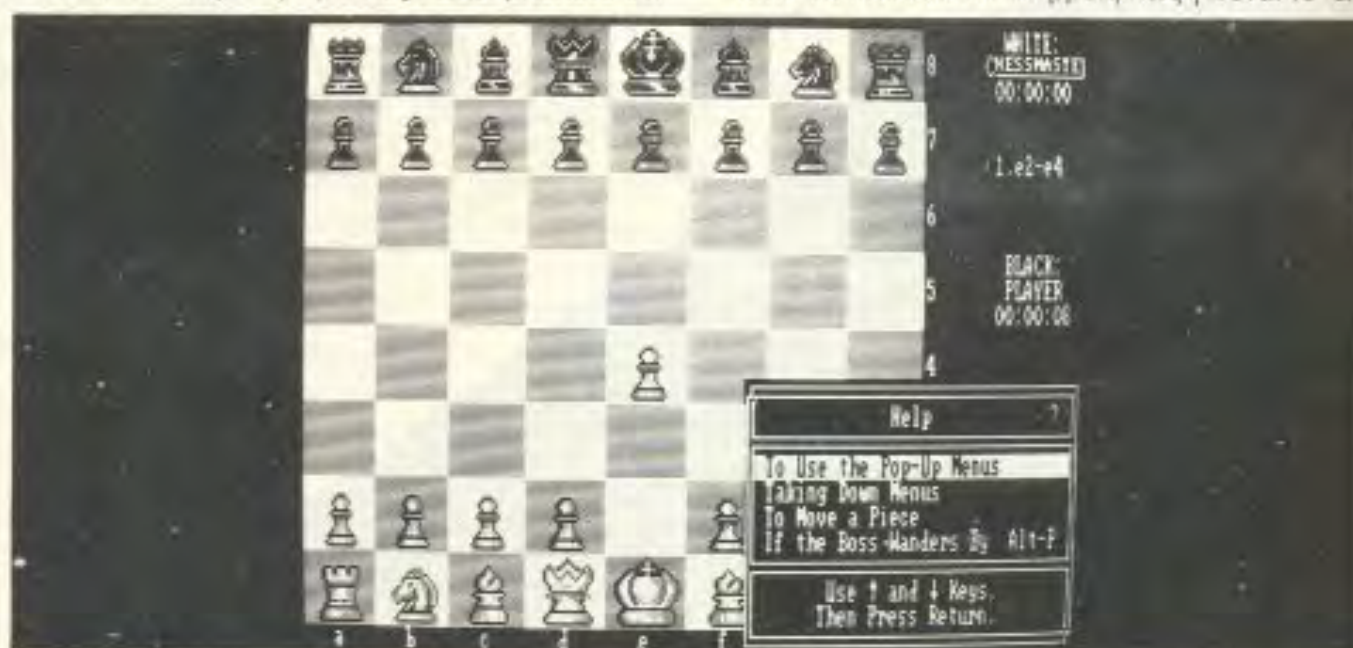 8
WHITE:
CHESSMASTE
00:00:00
7
1.e2-e4
6
BLACK:
5
PLAYER
00:00:08
4
Help ?
To Use the Pop-Up Menus
Taking Down Menus
To Move a Piece
If the Boss Wanders By Alt-P
Use ↑ and ↓ Keys.
Then Press Return.
a b c d e f